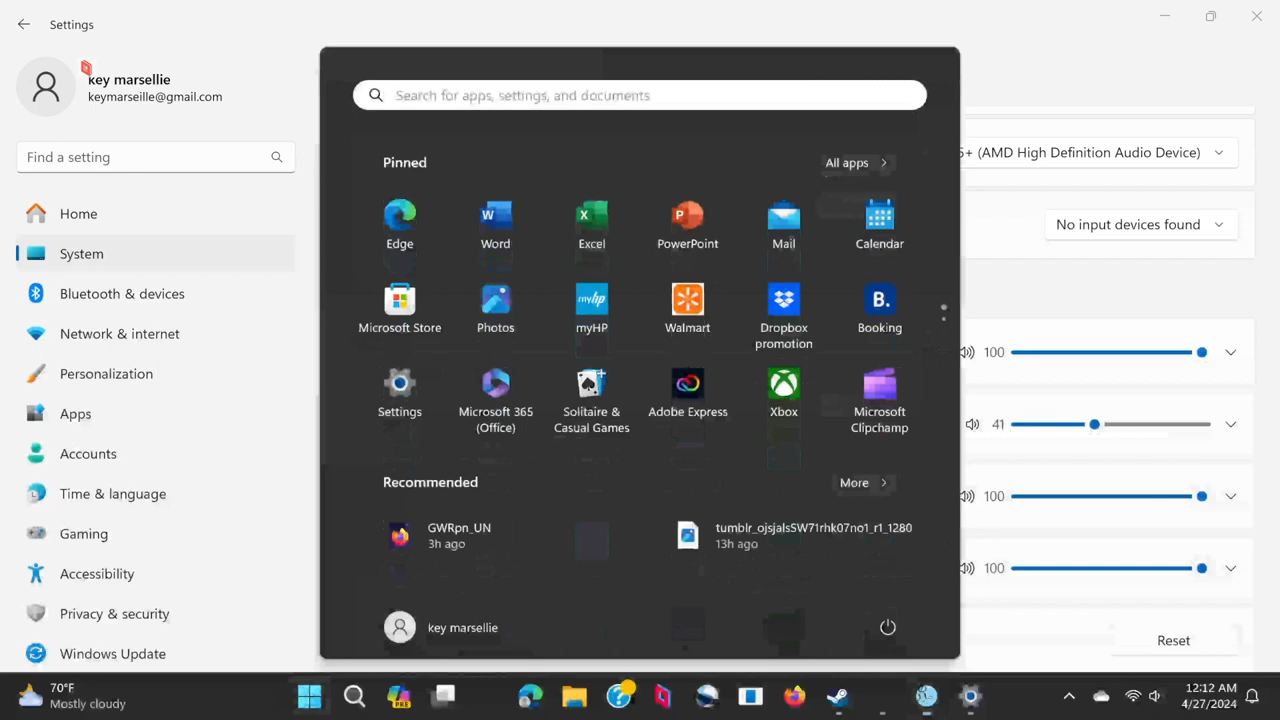 Settings
key marsellie
keymarseille@gmail.com
Find a setting
Home
System
Bluetooth & devices
Network & internet
Personalization
Apps
Accounts
Time & language
Gaming
Accessibility
Privacy & security
Windows Update
Search for apps, settings, and documents
Pinned
All apps
Edge
Word
Excel
PowerPoint
Mail
Calendar
Microsoft Store
Photos
myHP
Walmart
Dropbox promotion
Booking
Settings
Microsoft 365 (Office)
Solitaire & Casual Games
Adobe Express
Xbox
Microsoft Clipchamp
Recommended
More
GWRpn_UN
3h ago
tumblr_ojsjalsSW71rhk07no1_r1_1280
13h ago
key marsellie
(AMD High Definition Audio Device)
No input devices found
100
41
100
100
Reset
70°F
Mostly cloudy
12:12 AM
4/27/2024